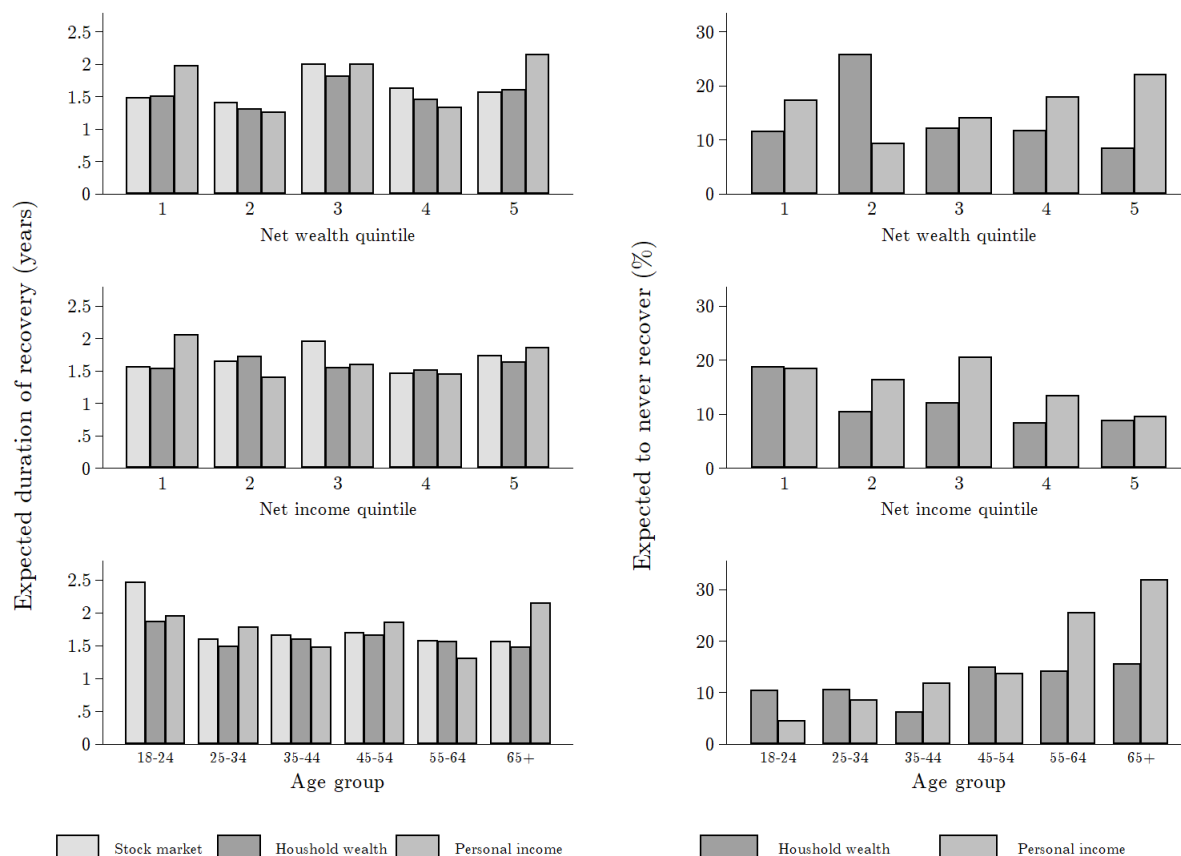 Expected duration of recovery (years)
2.5
2
1.5
1
.5
0
1 2 3 4 5
Net wealth quintile
2.5
2
1.5
1
.5
0
1 2 3 4 5
Net income quintile
2.5
2
1.5
1
.5
0
18-24 25-34 35-44 45-54 55-64 65+
Age group
Stock market Houshold wealth Personal income
Expected to never recover (%)
30
20
10
0
1 2 3 4 5
Net wealth quintile
30
20
10
0
1 2 3 4 5
Net income quintile
30
20
10
0
18-24 25-34 35-44 45-54 55-64 65+
Age group
Houshold wealth Personal income